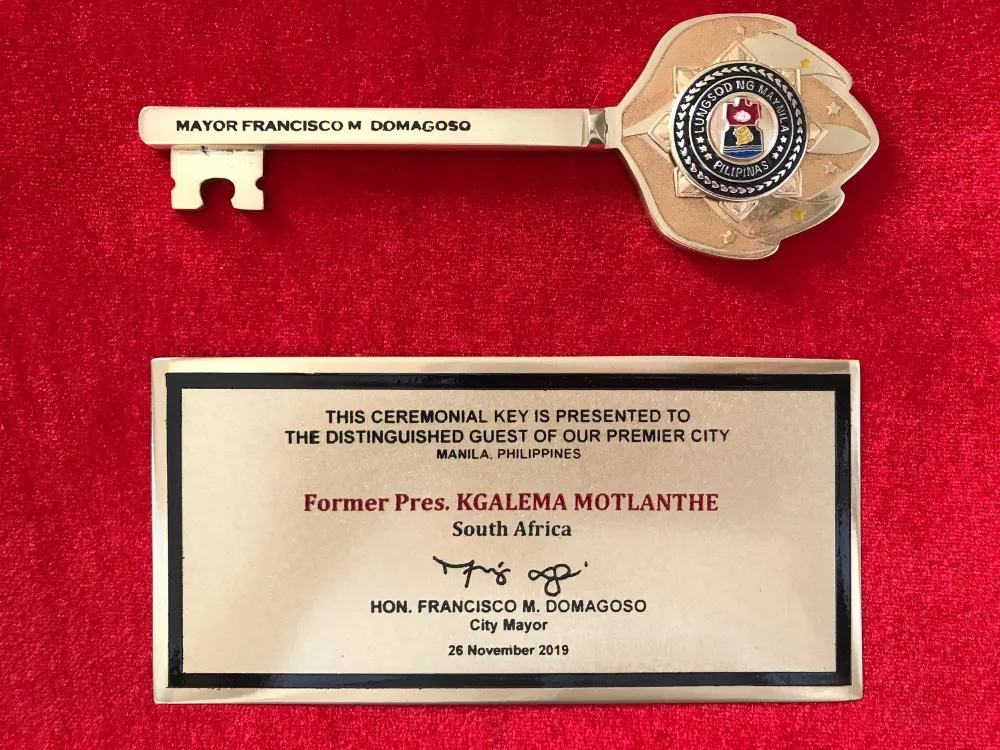 MAYOR FRANCISCO M DOMAGOSO
LUNGSOD NG MAYNILA
PILIPINAS
THIS CEREMONIAL KEY IS PRESENTED TO
THE DISTINGUISHED GUEST OF OUR PREMIER CITY
MANILA, PHILIPPINES
Former Pres. KGALEMA MOTLANTHE
South Africa
HON. FRANCISCO M. DOMAGOSO
City Mayor
26 November 2019